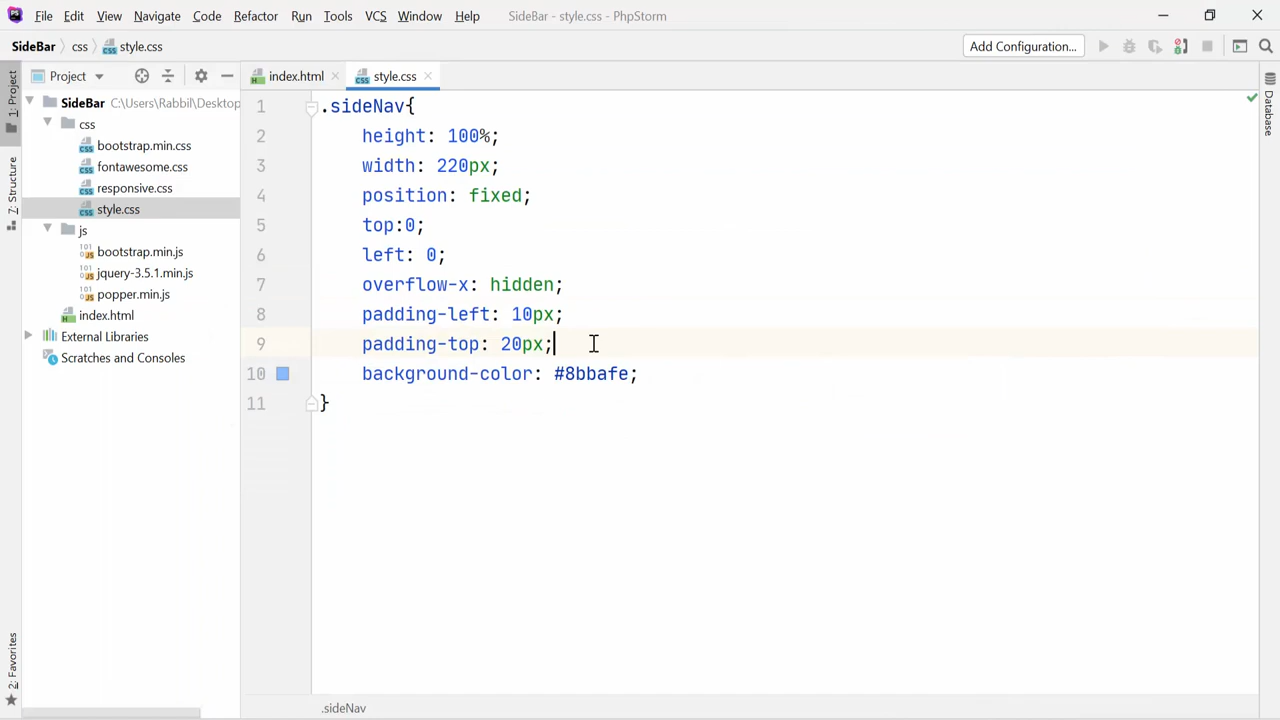 File Edit View Navigate Code Refactor Run Tools VCS Window Help SideBar - style.css - PhpStorm
SideBar css style.css Add Configuration...
Project index.html style.css
1: Project
7: Structure
2: Favorites
Database
SideBar C:\Users\Rabbil\Desktop
css
bootstrap.min.css
fontawesome.css
responsive.css
style.css
js
bootstrap.min.js
jquery-3.5.1.min.js
popper.min.js
index.html
External Libraries
Scratches and Consoles
1 .sideNav{
2 height: 100%;
3 width: 220px;
4 position: fixed;
5 top:0;
6 left: 0;
7 overflow-x: hidden;
8 padding-left: 10px;
9 padding-top: 20px;
10 background-color: #8bbafe;
11 }
.sideNav